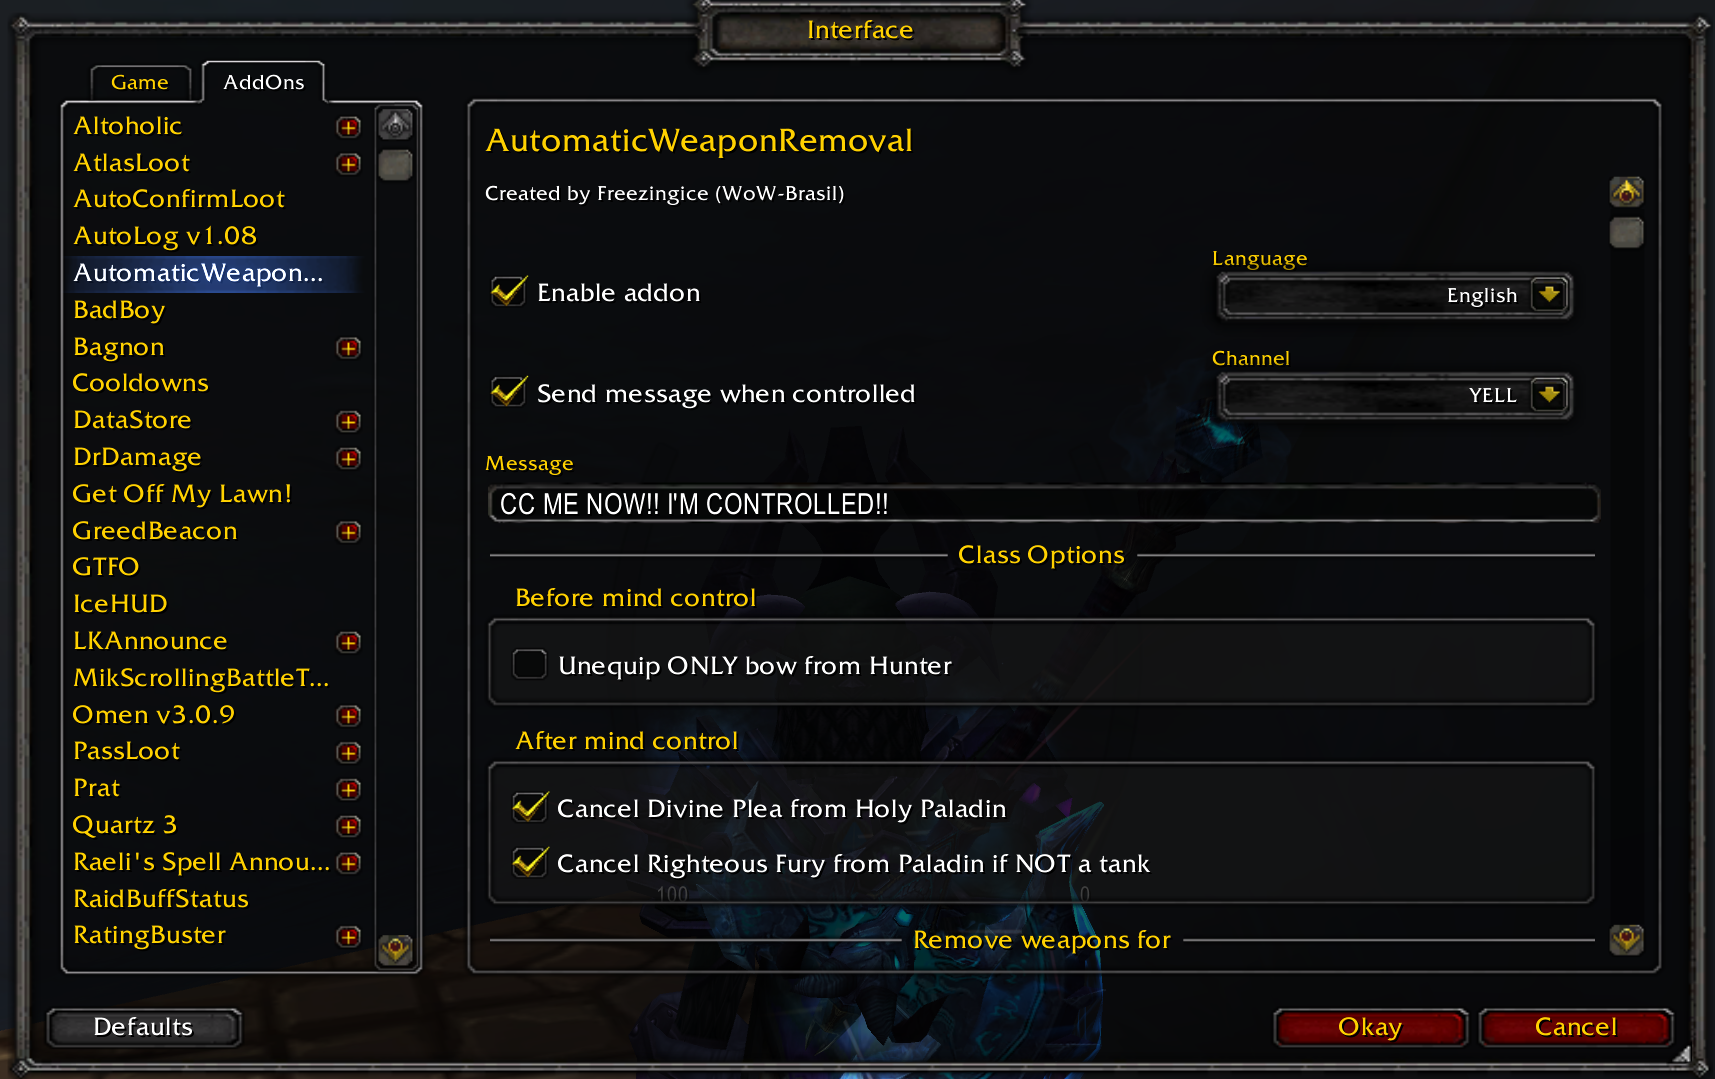 Interface
Game
AddOns
Altoholic
AtlasLoot
AutoConfirmLoot
AutoLog v1.08
AutomaticWeapon...
BadBoy
Bagnon
Cooldowns
DataStore
DrDamage
Get Off My Lawn!
GreedBeacon
GTFO
IceHUD
LKAnnounce
MikScrollingBattleT...
Omen v3.0.9
PassLoot
Prat
Quartz 3
Raeli's Spell Annou...
RaidBuffStatus
RatingBuster
AutomaticWeaponRemoval
Created by Freezingice (WoW-Brasil)
Enable addon
Language
English
Send message when controlled
Channel
YELL
Message
CC ME NOW!! I'M CONTROLLED!!
Class Options
Before mind control
Unequip ONLY bow from Hunter
After mind control
Cancel Divine Plea from Holy Paladin
Cancel Righteous Fury from Paladin if NOT a tank
100
0
Remove weapons for
Defaults
Okay
Cancel